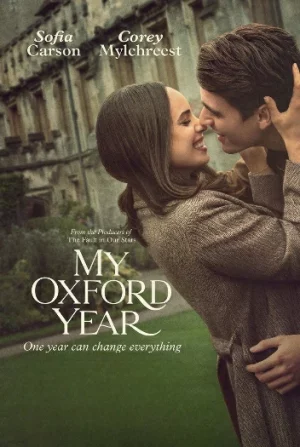 Sofia Corey
Carson Mylchreest
From the Producers of
The Fault in Our Stars
MY
OXFORD
YEAR
One year can change everything